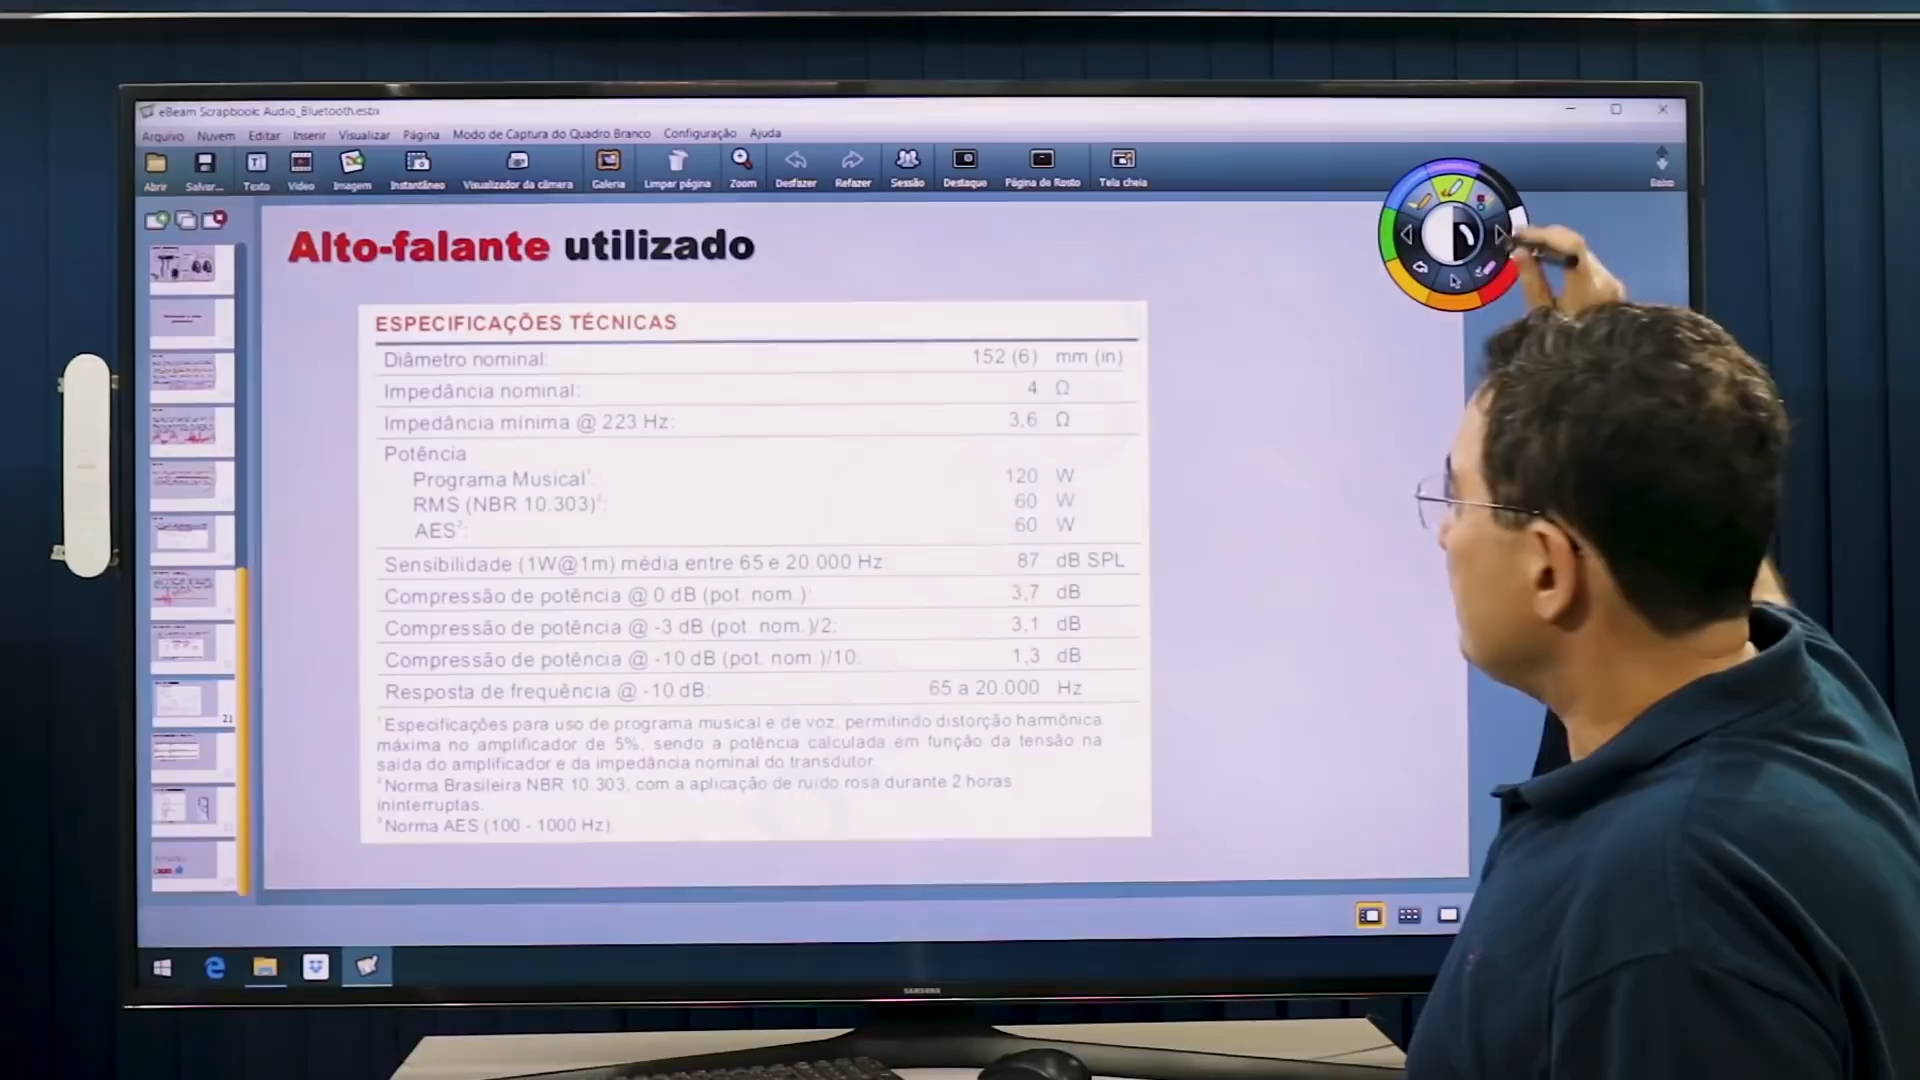 eBeam Scrapbook: Audio_Bluetooth.esbx
Arquivo Nuvem Editar Inserir Visualizar Página Modo de Captura do Quadro Branco Configuração Ajuda
Abrir Salvar... Texto Vídeo Imagem Instantâneo Visualizador da câmera Galeria Limpar página Zoom Desfazer Refazer Sessão Destaque Página de Rosto Tela cheia Baixo
Alto-falante utilizado
ESPECIFICAÇÕES TÉCNICAS
Diâmetro nominal: 152 (6) mm (in)
Impedância nominal: 4 Ω
Impedância mínima @ 223 Hz: 3,6 Ω
Potência
Programa Musical¹: 120 W
RMS (NBR 10.303)²: 60 W
AES³: 60 W
Sensibilidade (1W@1m) média entre 65 e 20.000 Hz: 87 dB SPL
Compressão de potência @ 0 dB (pot. nom.): 3,7 dB
Compressão de potência @ -3 dB (pot. nom.)/2: 3,1 dB
Compressão de potência @ -10 dB (pot. nom.)/10: 1,3 dB
Resposta de frequência @ -10 dB: 65 a 20.000 Hz
¹ Especificações para uso de programa musical e de voz, permitindo distorção harmônica
máxima no amplificador de 5%, sendo a potência calculada em função da tensão na
saída do amplificador e da impedância nominal do transdutor.
² Norma Brasileira NBR 10.303, com a aplicação de ruído rosa durante 2 horas
ininterruptas.
³ Norma AES (100 - 1000 Hz)
21
SAMSUNG